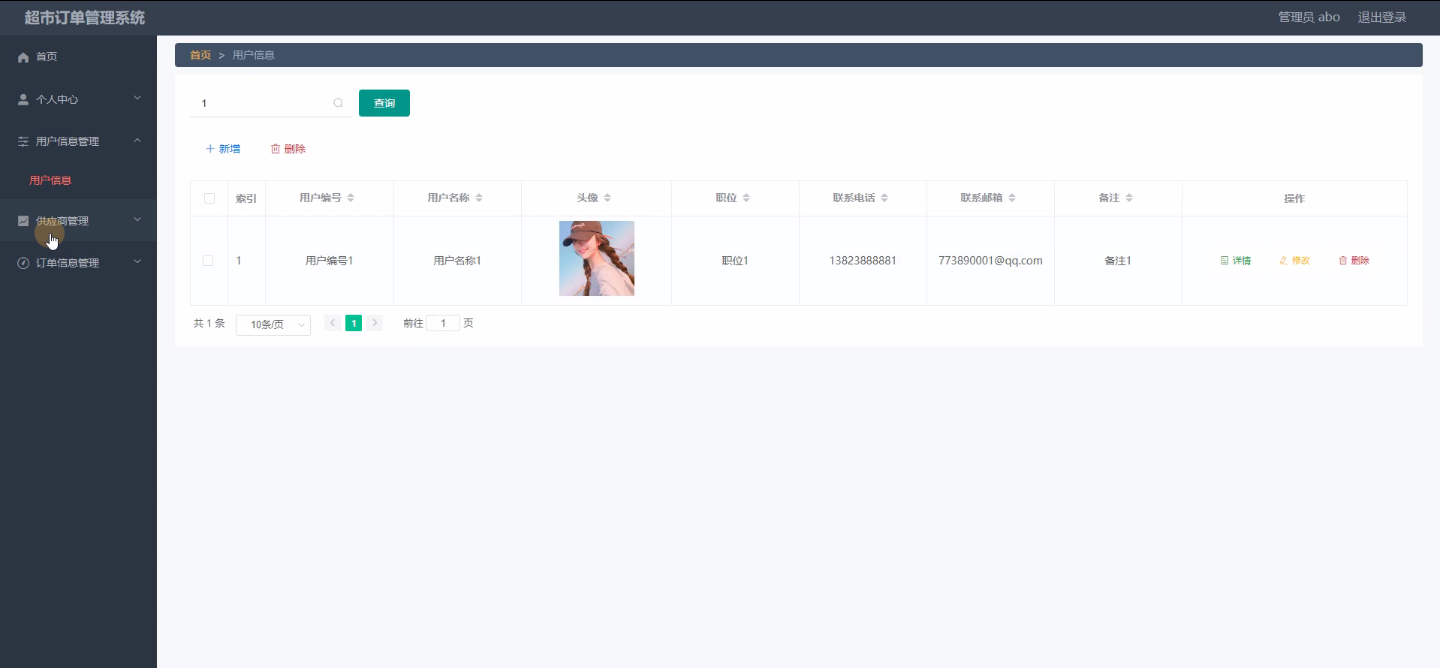 超市订单管理系统
管理员 abo 退出登录
首页
个人中心
用户信息管理
用户信息
供应商管理
订单信息管理
首页 > 用户信息
1
查询
新增 删除
索引 用户编号 用户名称 头像 职位 联系电话 联系邮箱 备注 操作
1 用户编号1 用户名称1 职位1 13823888881 773890001@qq.com 备注1 详情 修改 删除
共 1 条 10条/页 1 前往 1 页